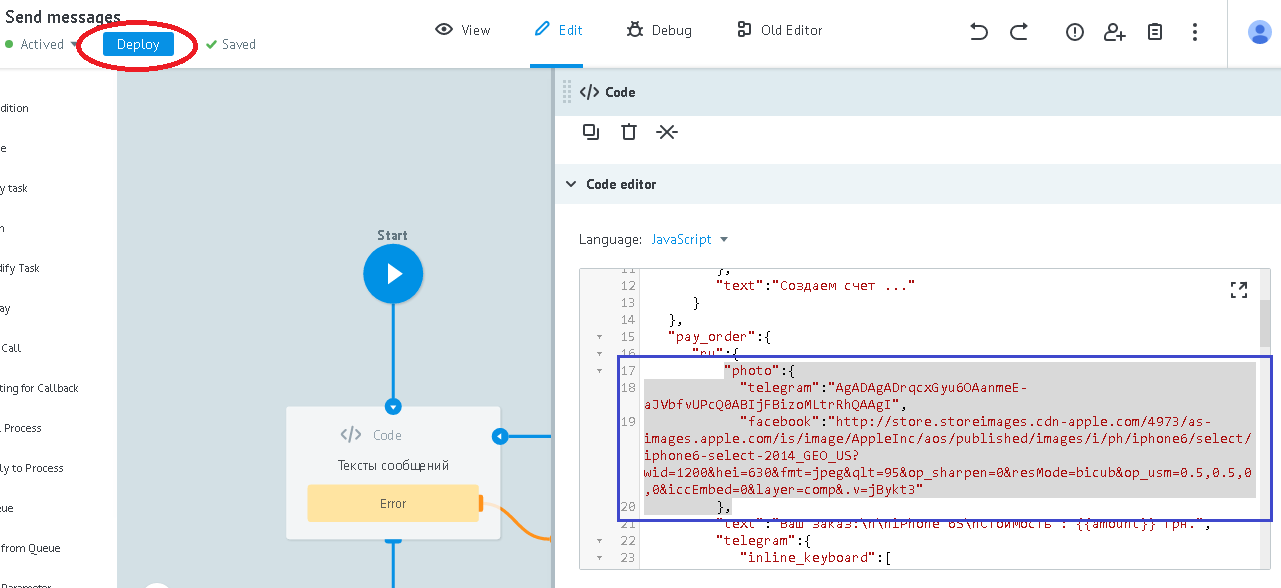 Send messages
Actived
Deploy
Saved
View
Edit
Debug
Old Editor
dition
e
y task
n
dify Task
ay
Call
ting for Callback
Process
ly to Process
ue
from Queue
Parameter
Start
Code
Тексты сообщений
Error
Code
Code editor
Language: JavaScript
11 },
12 "text":"Создаем счет ..."
13 }
14 },
15 "pay_order":{
16 "ru":{
17 "photo":{
18 "telegram":"AgADAgADrqcxGyu6OAanmeE-
aJVbfvUPcQ0ABIjFBizoMLtrRhQAAgI",
19 "facebook":"http://store.storeimages.cdn-apple.com/4973/as-
images.apple.com/is/image/AppleInc/aos/published/images/i/ph/iphone6/select/
iphone6-select-2014_GEO_US?
wid=1200&hei=630&fmt=jpeg&qlt=95&op_sharpen=0&resMode=bicub&op_usm=0.5,0.5,0
,0&iccEmbed=0&layer=comp&.v=jBykt3"
20 },
21 "text":"Ваш заказ:\n\niPhone 6S\nСтоимость : {{amount}} грн.",
22 "telegram":{
23 "inline_keyboard":[